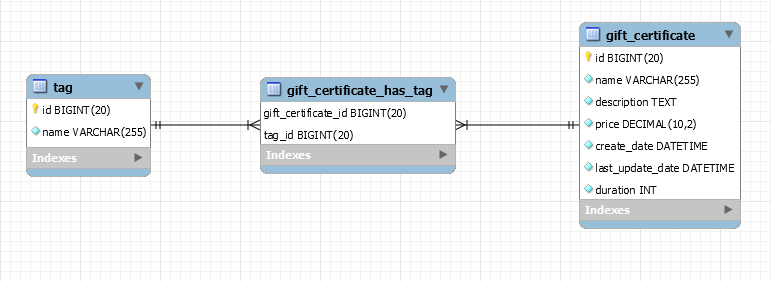 tag
id BIGINT(20)
name VARCHAR(255)
Indexes
gift_certificate_has_tag
gift_certificate_id BIGINT(20)
tag_id BIGINT(20)
Indexes
gift_certificate
id BIGINT(20)
name VARCHAR(255)
description TEXT
price DECIMAL(10,2)
create_date DATETIME
last_update_date DATETIME
duration INT
Indexes